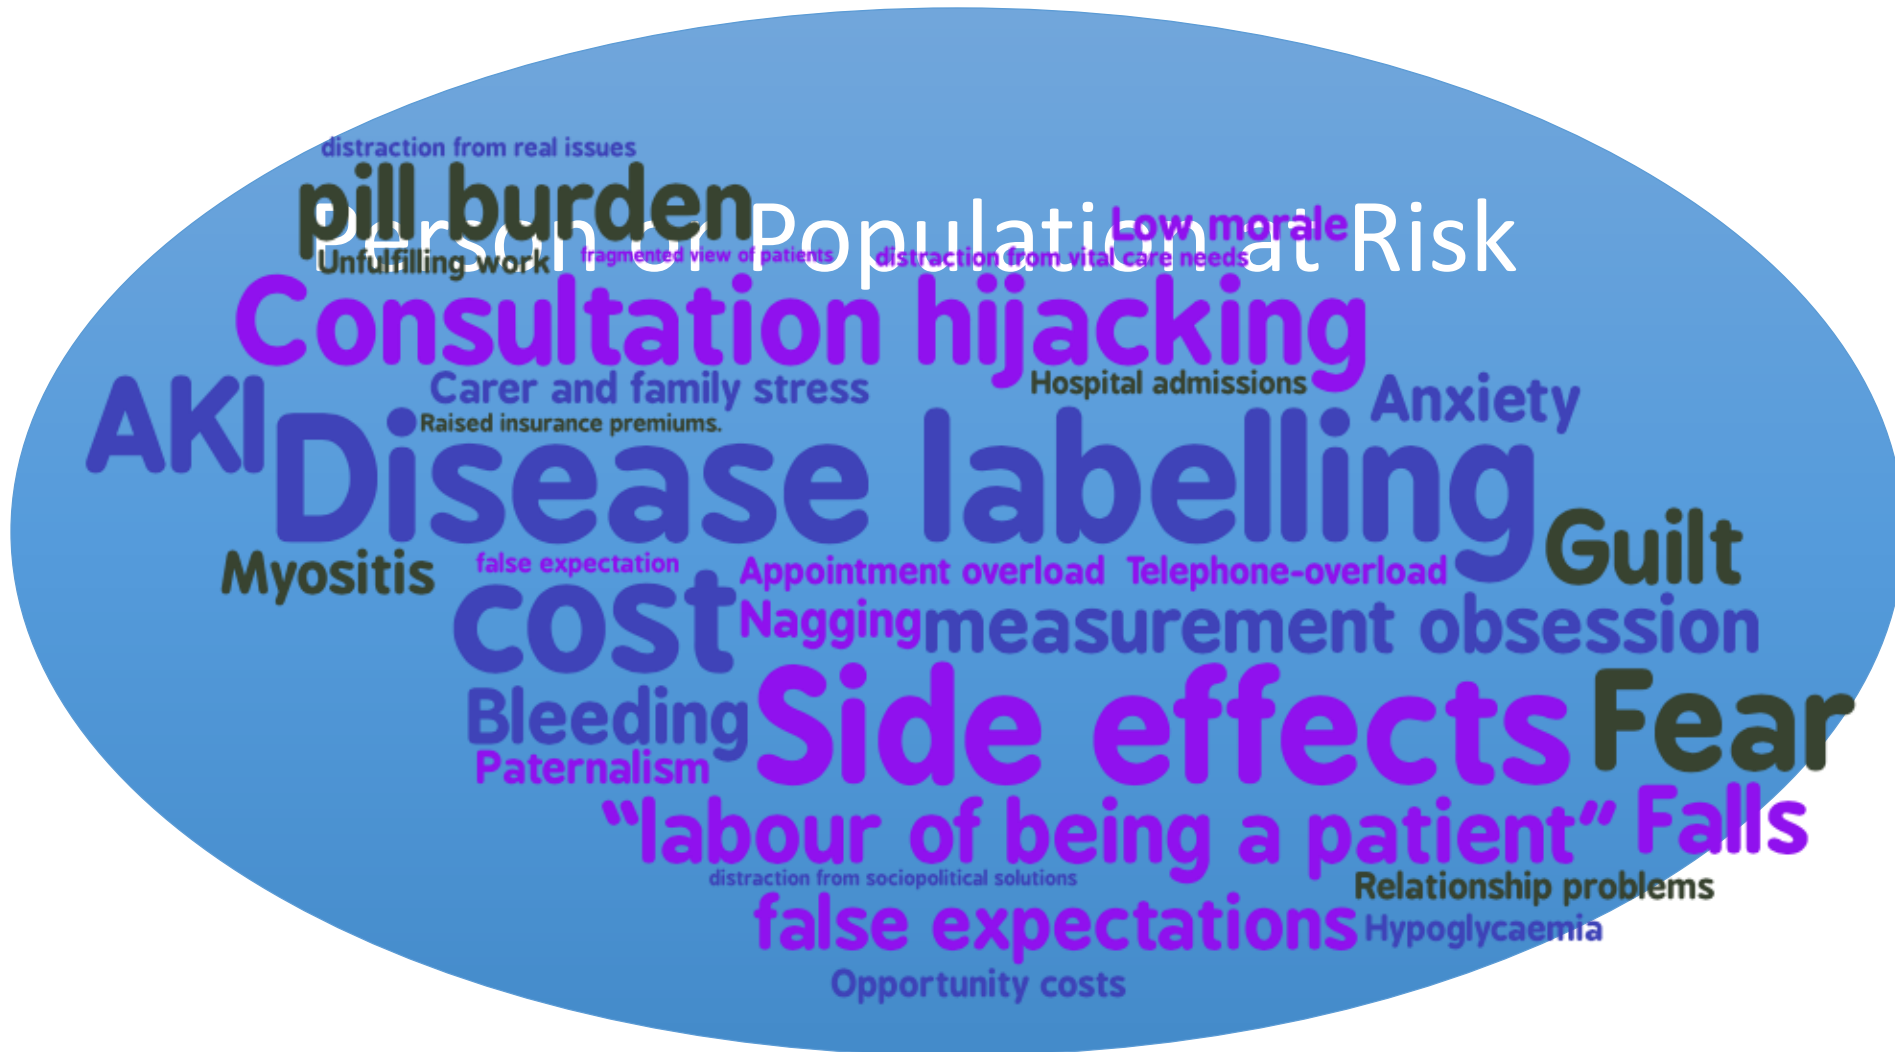 distraction from real issues
pill burden
Person or Population at Risk
Low morale
Unfulfilling work
fragmented view of patients
distraction from vital care needs
Consultation hijacking
AKI
Carer and family stress
Hospital admissions
Anxiety
Raised insurance premiums.
Disease labelling
Guilt
Myositis
false expectation
Appointment overload
Telephone-overload
cost
Nagging
measurement obsession
Bleeding
Side effects
Fear
Paternalism
"labour of being a patient"
Falls
distraction from sociopolitical solutions
Relationship problems
false expectations
Hypoglycaemia
Opportunity costs